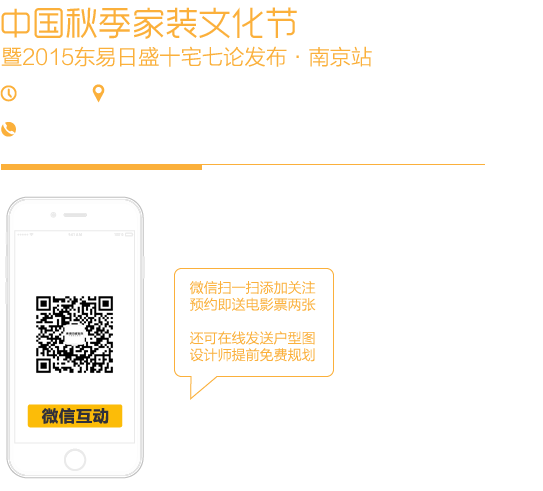 中国秋季家装文化节
暨2015东易日盛十宅七论发布·南京站
微信扫一扫添加关注
预约即送电影票两张
还可在线发送户型图
设计师提前免费规划
微信互动